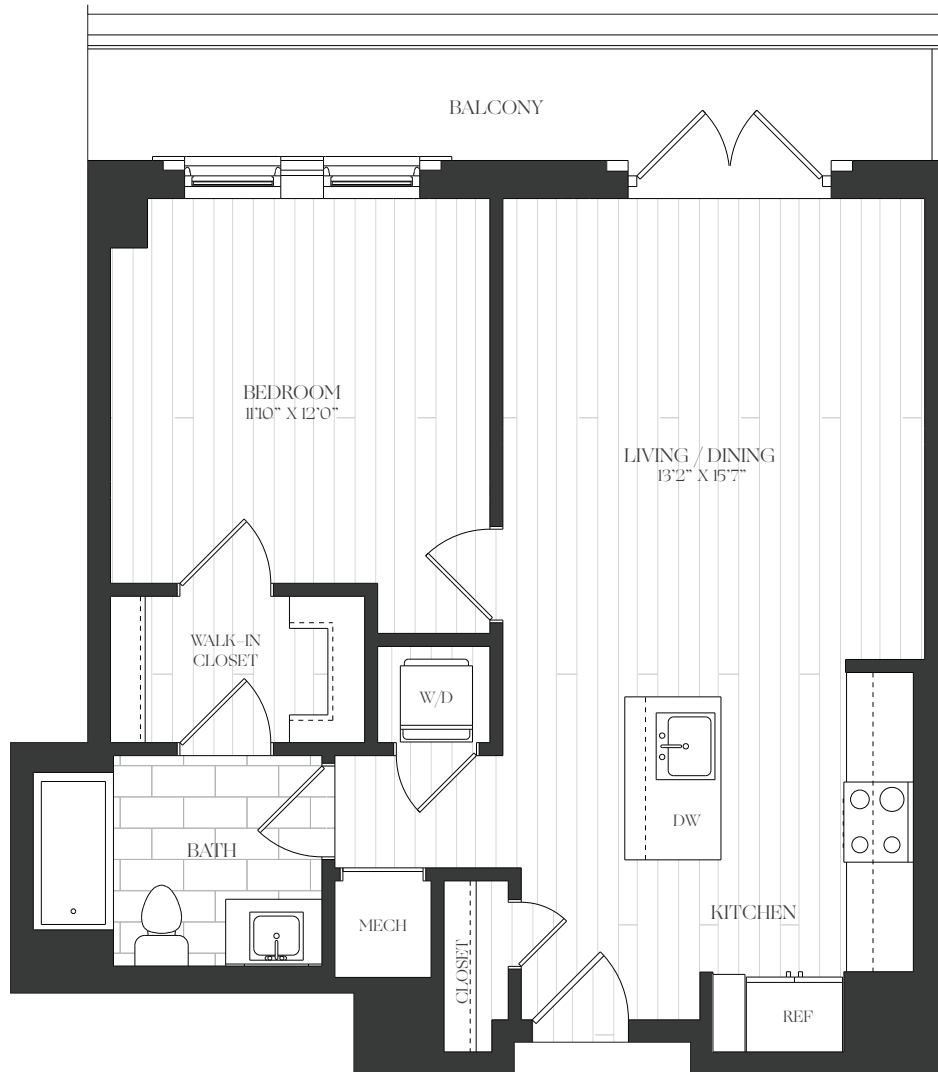 BALCONY
BEDROOM
11'10" X 12'0"
LIVING / DINING
13'2" X 15'7"
WALK-IN
CLOSET
W/D
DW
BATH
KITCHEN
MECH
CLOSET
REF